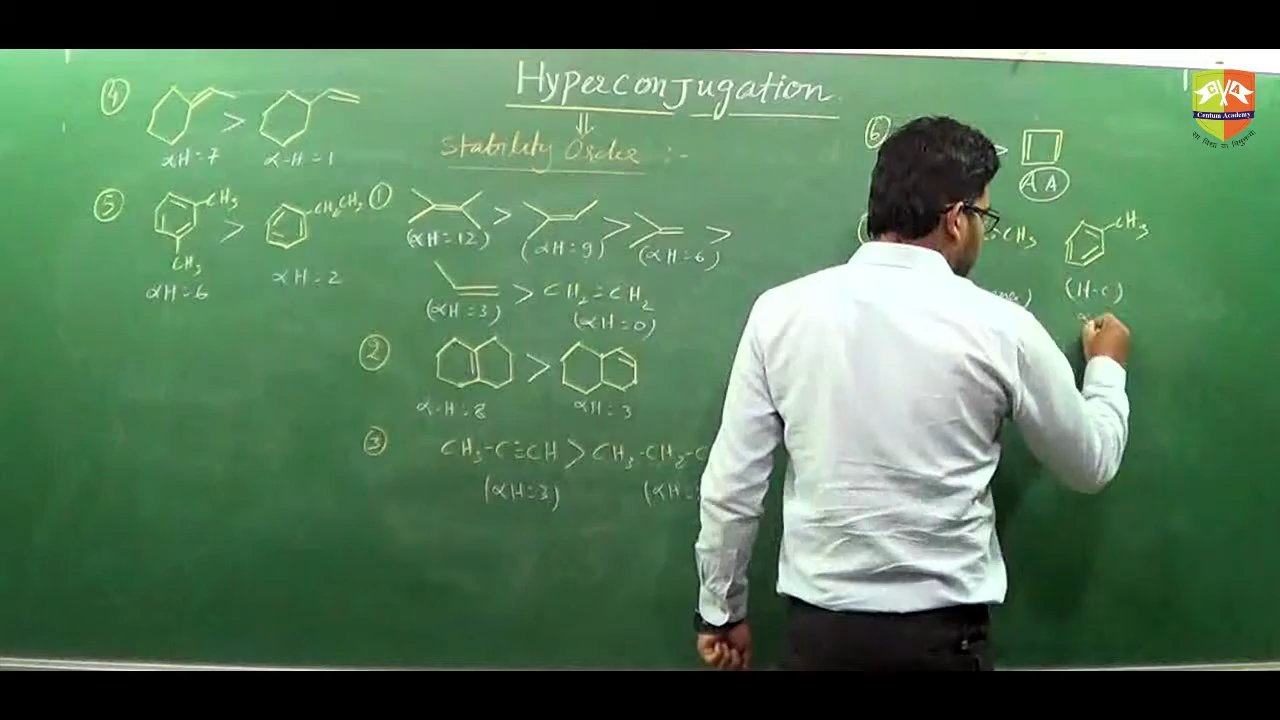 Hyperconjugation
⇓
Stability Order :-
① > > >
(αH=12) (αH=9) (αH=6)
> CH₂=CH₂
(αH=3) (αH=0)
② >
α-H=8 αH=3
③ CH₃-C≡CH > CH₃-CH₂-C
(αH=3) (αH=
④ >
αH=7 α-H=1
⑤ CH₃ > CH₂CH₃
CH₃
αH=6 αH=2
⑥ >
AA
CH₃ CH₃
(H-C)
Centum Academy